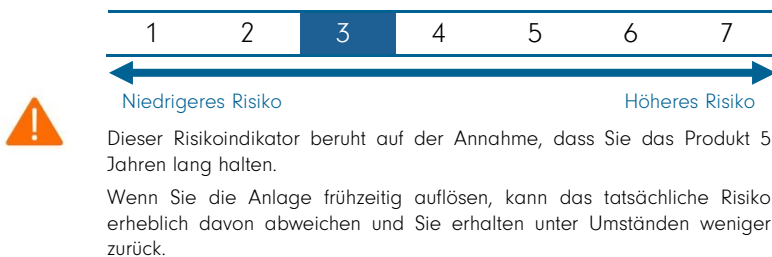 1 2 3 4 5 6 7
Niedrigeres Risiko Höheres Risiko
Dieser Risikoindikator beruht auf der Annahme, dass Sie das Produkt 5
Jahren lang halten.
Wenn Sie die Anlage frühzeitig auflösen, kann das tatsächliche Risiko
erheblich davon abweichen und Sie erhalten unter Umständen weniger
zurück.